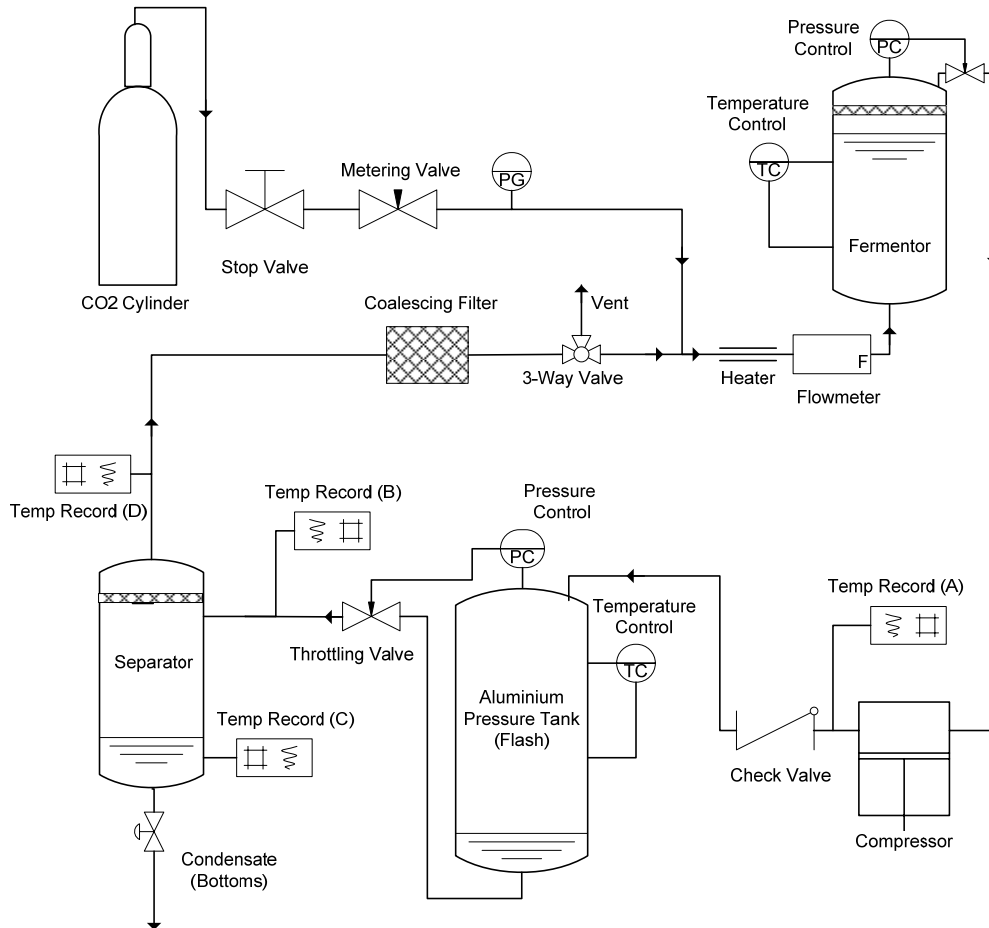 Pressure
Control
PC
Temperature
Control
TC
Fermentor
Metering Valve
PG
Stop Valve
CO2 Cylinder
Coalescing Filter
Vent
3-Way Valve
Heater
F
Flowmeter
Temp Record (D)
Temp Record (B)
Pressure
Control
PC
Temp Record (A)
Temperature
Control
TC
Throttling Valve
Separator
Aluminium
Pressure Tank
(Flash)
Temp Record (C)
Check Valve
Compressor
Condensate
(Bottoms)